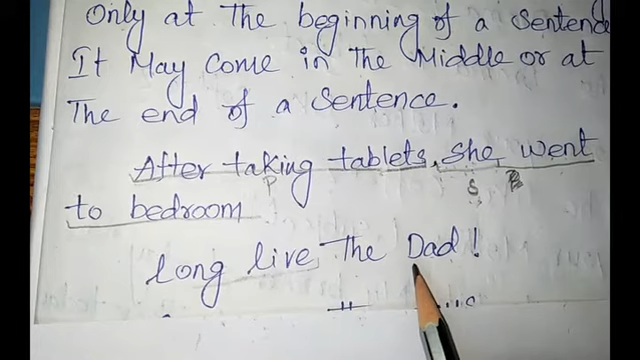 Only at The beginning of a Sentence
It May Come in The Middle or at
The end of a Sentence.
After taking tablets, She went
P S P
to bedroom
long live The Dad!